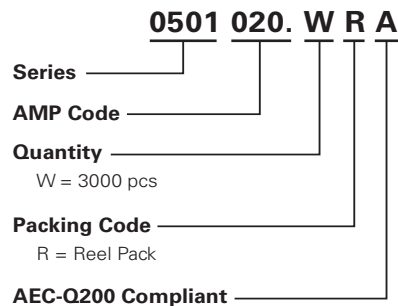 0501 020. W R A
Series
AMP Code
Quantity
W = 3000 pcs
Packing Code
R = Reel Pack
AEC-Q200 Compliant